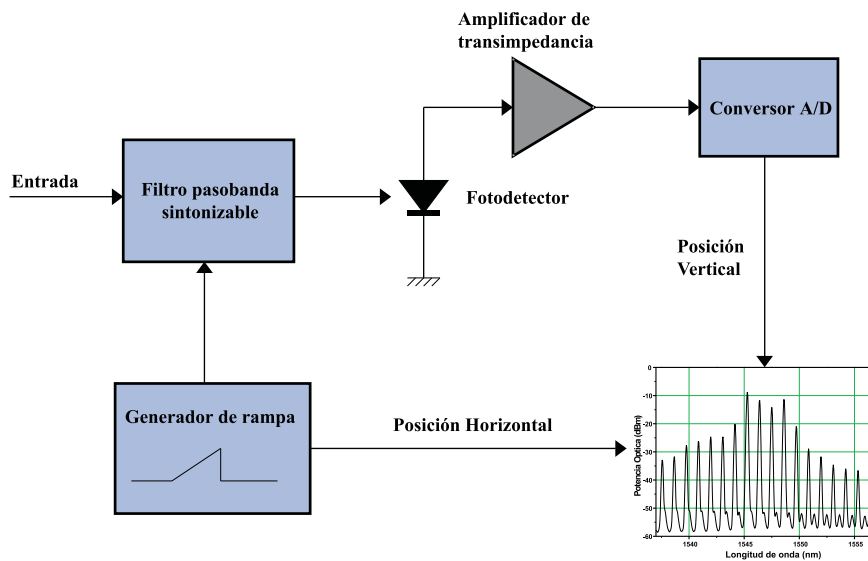 Amplificador de
transimpedancia
Conversor A/D
Entrada
Filtro pasobanda
sintonizable
Fotodetector
Posición
Vertical
Generador de rampa
Posición Horizontal
Potencia Optica (dBm)
0
-10
-20
-30
-40
-50
-60
1540
1545
1550
1555
Longitud de onda (nm)